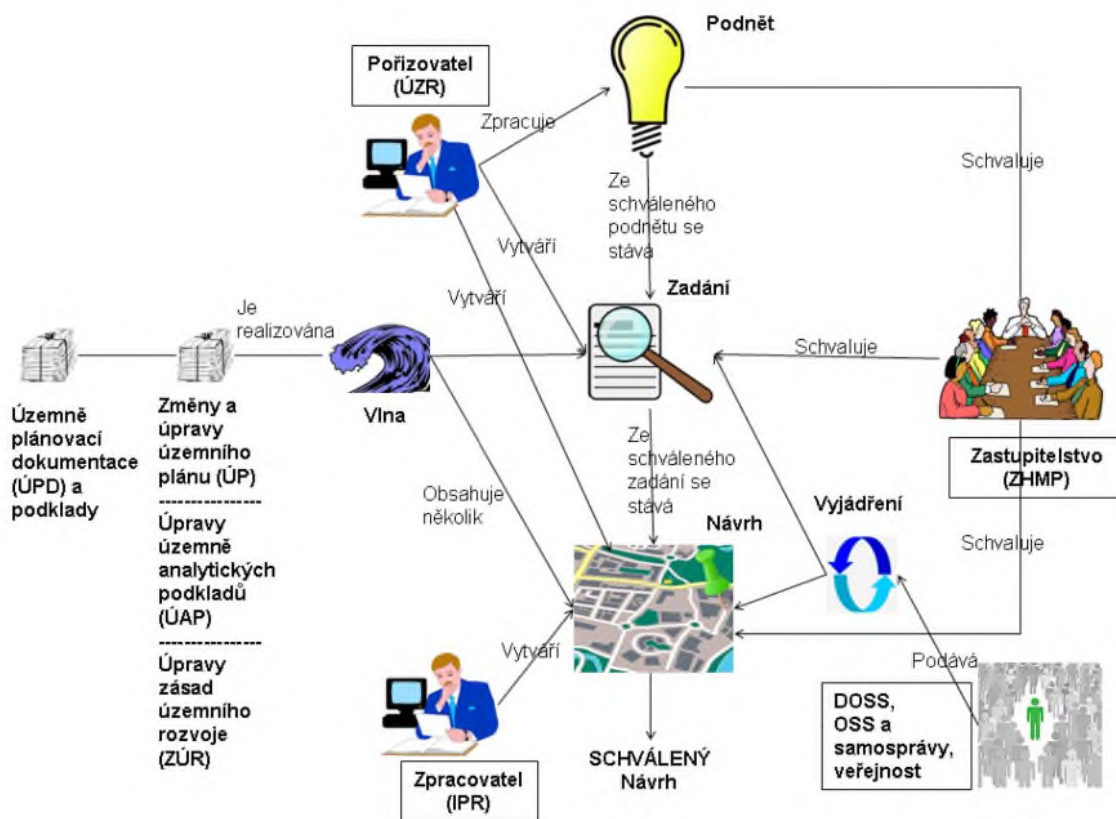 Podnět
Pořizovatel
(ÚZR)
Zpracuje
Schvaluje
Ze
schváleného
podnětu se
stává
Vytváří
Vytváří
Zadání
Je
realizována
Schvaluje
Územně
plánovací
dokumentace
(ÚPD) a
podklady
Změny a
úpravy
územního
plánu (ÚP)
----------------
Úpravy
územně
analytických
podkladů
(ÚAP)
----------------
Úpravy
zásad
územního
rozvoje
(ZÚR)
Vlna
Obsahuje
několik
Ze
schváleného
zadání se
stává
Zastupitelstvo
(ZHMP)
Návrh
Vyjádření
Schvaluje
Vytváří
Podává
Zpracovatel
(IPR)
SCHVÁLENÝ
Návrh
DOSS,
OSS a
samosprávy,
veřejnost